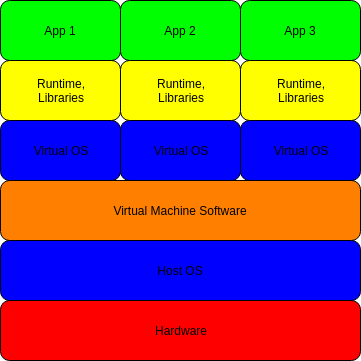 App 1
App 2
App 3
Runtime,
Libraries
Runtime,
Libraries
Runtime,
Libraries
Virtual OS
Virtual OS
Virtual OS
Virtual Machine Software
Host OS
Hardware